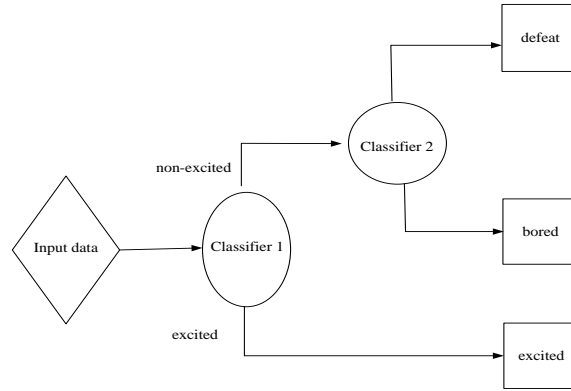 defeat
Classifier 2
non-excited
Input data
Classifier 1
bored
excited
excited